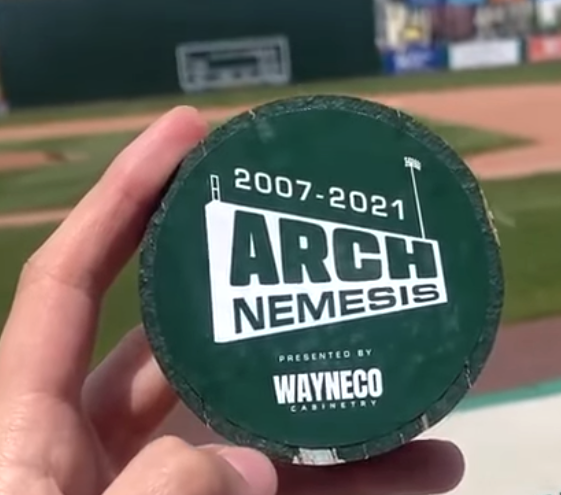 2007-2021
ARCH
NEMESIS
PRESENTED BY
WAYNECO
CABINETRY